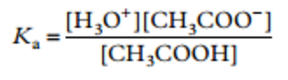 Kₐ = [H₃O⁺][CH₃COO⁻] / [CH₃COOH]